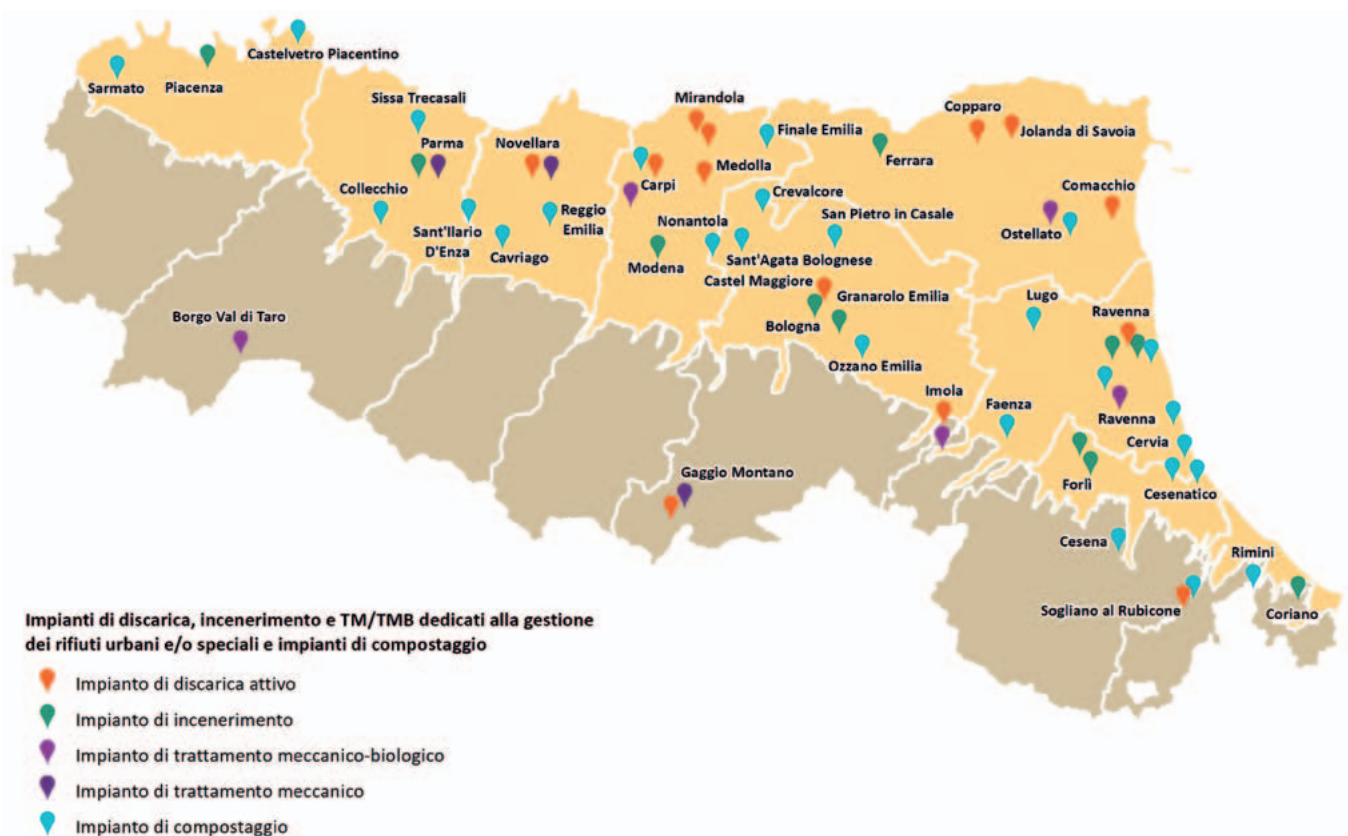 Castelvetro Piacentino
Sarmato
Piacenza
Sissa Trecasali
Mirandola
Copparo
Jolanda di Savoia
Finale Emilia
Parma
Novellara
Ferrara
Medolla
Carpi
Collecchio
Crevalcore
Comacchio
Reggio
Emilia
San Pietro in Casale
Nonantola
Sant'Ilario
D'Enza
Ostellato
Cavriago
Modena
Sant'Agata Bolognese
Castel Maggiore
Granarolo Emilia
Lugo
Ravenna
Borgo Val di Taro
Bologna
Ozzano Emilia
Imola
Faenza
Ravenna
Cervia
Gaggio Montano
Forlì
Cesenatico
Cesena
Rimini
Sogliano al Rubicone
Coriano
Impianti di discarica, incenerimento e TM/TMB dedicati alla gestione
dei rifiuti urbani e/o speciali e impianti di compostaggio
Impianto di discarica attivo
Impianto di incenerimento
Impianto di trattamento meccanico-biologico
Impianto di trattamento meccanico
Impianto di compostaggio